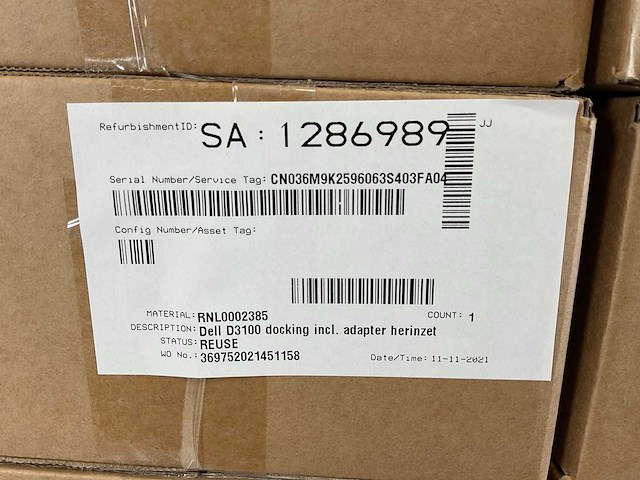 RefurbishmentID: SA : 1286989 JJ
Serial Number/Service Tag: CN036M9K2596063S403FA04
Config Number/Asset Tag:
MATERIAL: RNL0002385 COUNT: 1
DESCRIPTION: Dell D3100 docking incl. adapter herinzet
STATUS: REUSE
WO No.: 369752021451158 Date/Time: 11-11-2021